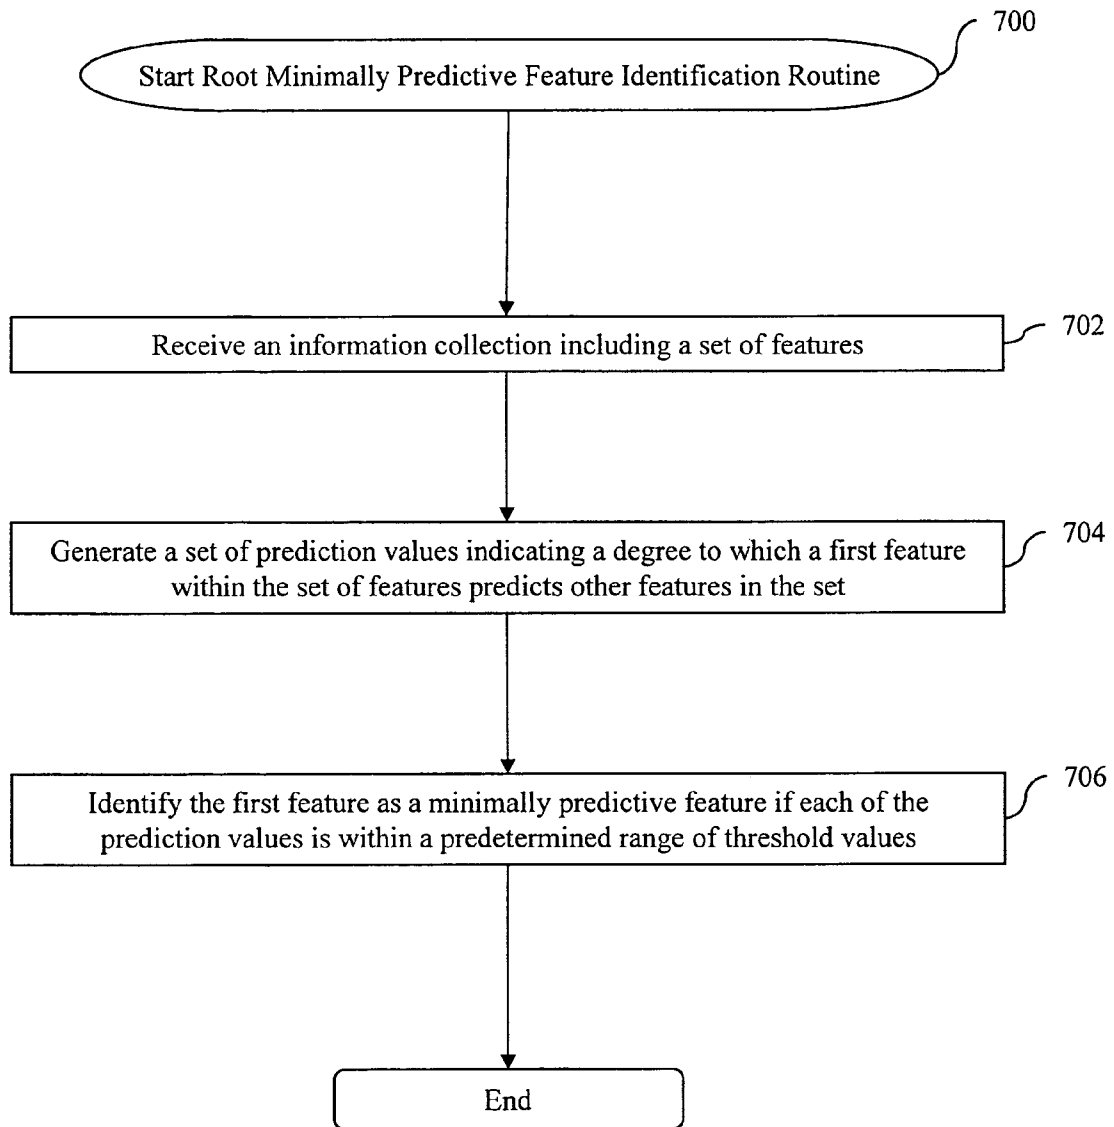 700
Start Root Minimally Predictive Feature Identification Routine
702
Receive an information collection including a set of features
704
Generate a set of prediction values indicating a degree to which a first feature
within the set of features predicts other features in the set
706
Identify the first feature as a minimally predictive feature if each of the
prediction values is within a predetermined range of threshold values
End